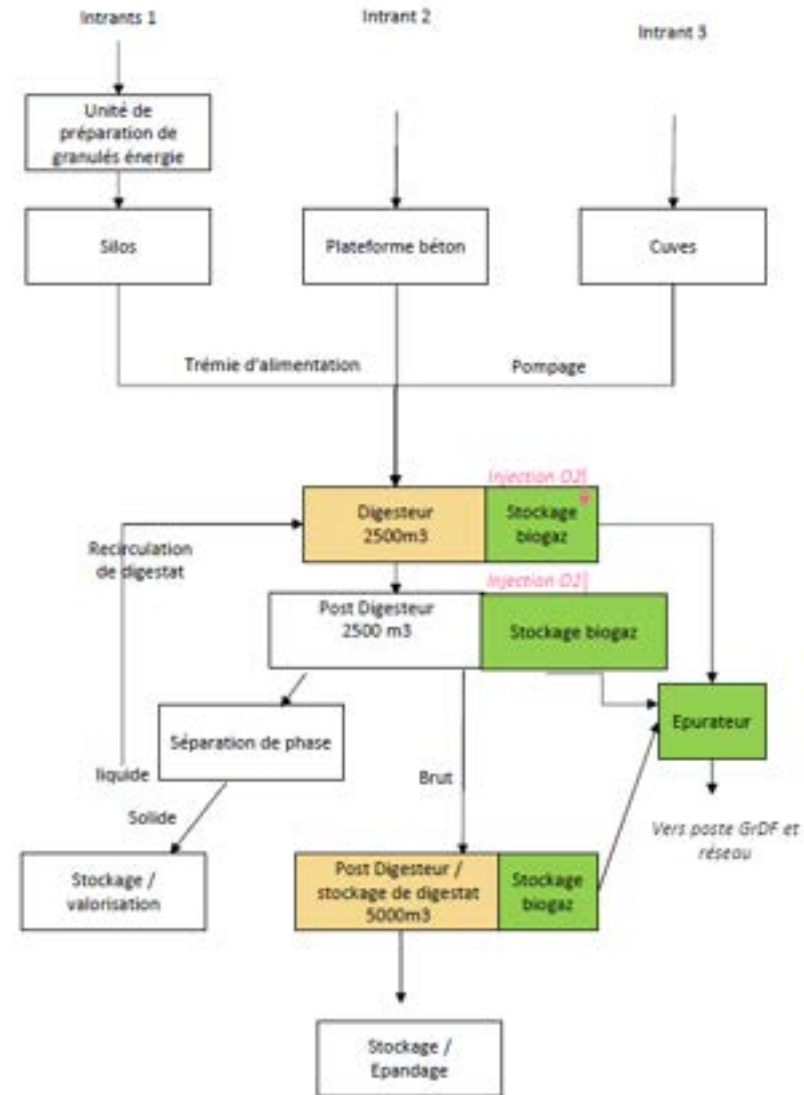 Intrants 1
Intrant 2
Intrant 3
Unité de
préparation de
granulés énergie
Silos
Plateforme béton
Cuves
Trémie d'alimentation
Pompage
Injection O2
Digesteur
2500m3
Stockage
biogaz
Recirculation
de digestat
Injection O2
Post Digesteur
2500 m3
Stockage biogaz
Epurateur
Séparation de phase
liquide
Brut
Solide
Vers poste GrDF et
réseau
Stockage /
valorisation
Post Digesteur /
stockage de digestat
5000m3
Stockage
biogaz
Stockage /
Epandage